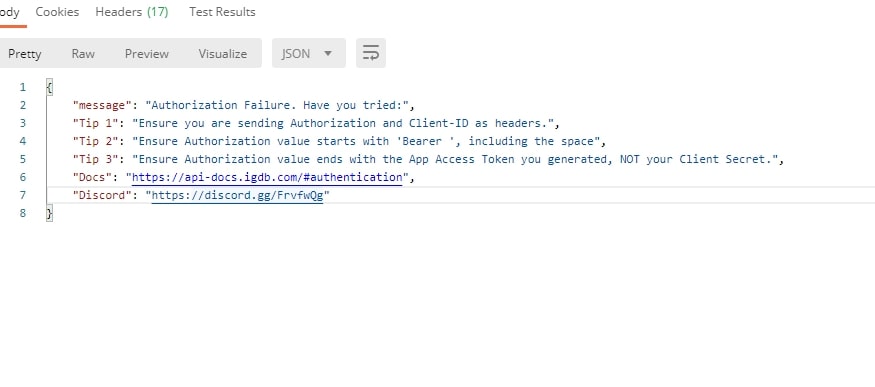 ody Cookies Headers (17) Test Results
Pretty Raw Preview Visualize JSON
1 {
2 "message": "Authorization Failure. Have you tried:",
3 "Tip 1": "Ensure you are sending Authorization and Client-ID as headers.",
4 "Tip 2": "Ensure Authorization value starts with 'Bearer ', including the space",
5 "Tip 3": "Ensure Authorization value ends with the App Access Token you generated, NOT your Client Secret.",
6 "Docs": "https://api-docs.igdb.com/#authentication",
7 "Discord": "https://discord.gg/FrvfwQg"
8 }